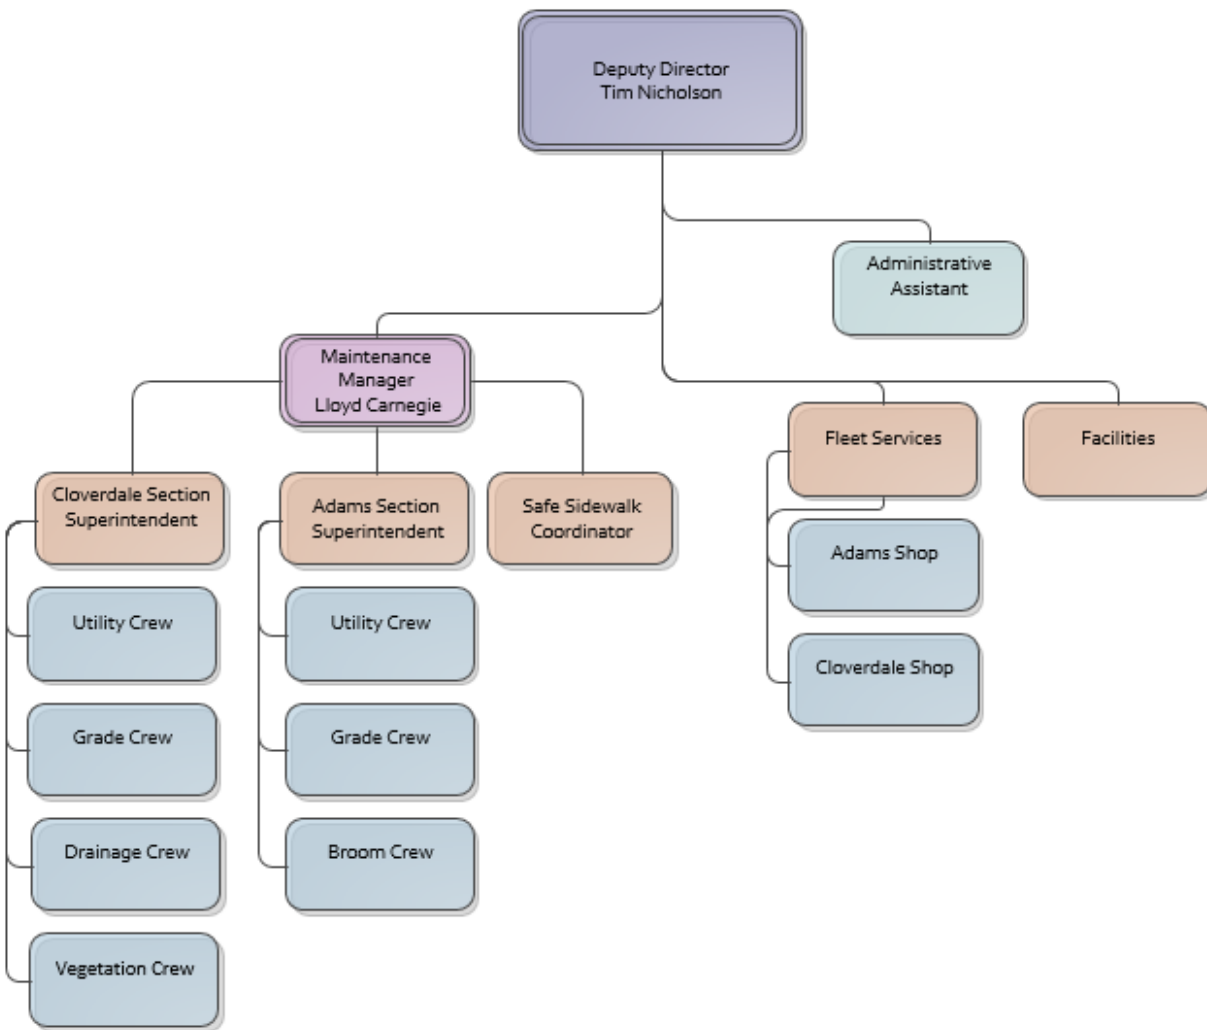 Deputy Director
Tim Nicholson
Administrative
Assistant
Maintenance
Manager
Lloyd Carnegie
Fleet Services
Facilities
Cloverdale Section
Superintendent
Adams Section
Superintendent
Safe Sidewalk
Coordinator
Adams Shop
Utility Crew
Utility Crew
Cloverdale Shop
Grade Crew
Grade Crew
Drainage Crew
Broom Crew
Vegetation Crew